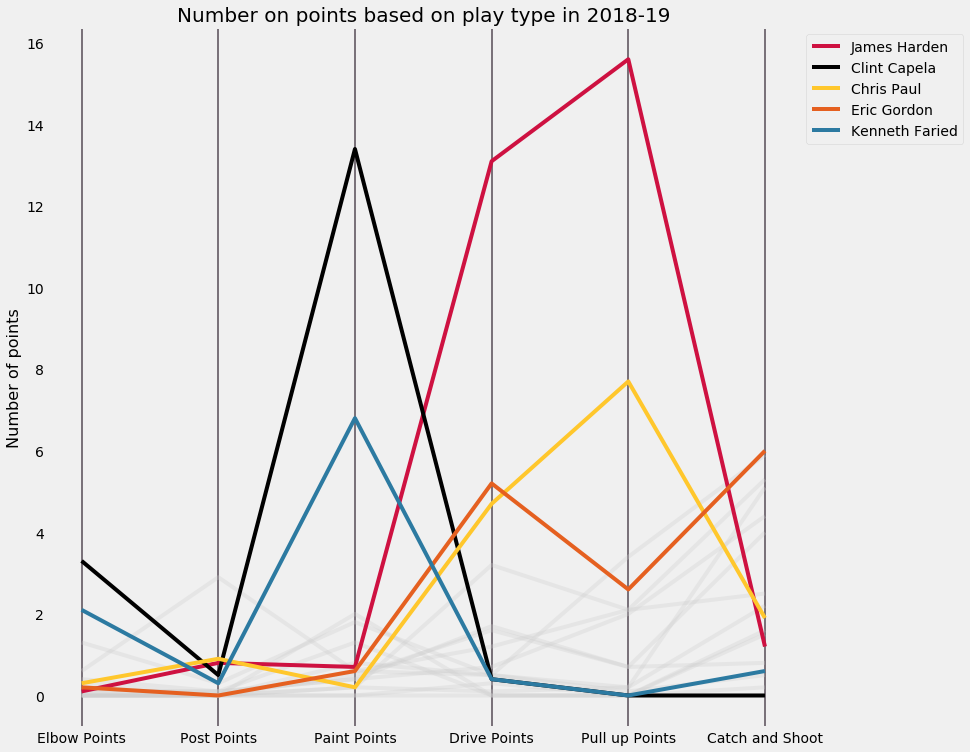 Number on points based on play type in 2018-19
James Harden
Clint Capela
Chris Paul
Eric Gordon
Kenneth Faried
Number of points
16
14
12
10
8
6
4
2
0
Elbow Points Post Points Paint Points Drive Points Pull up Points Catch and Shoot